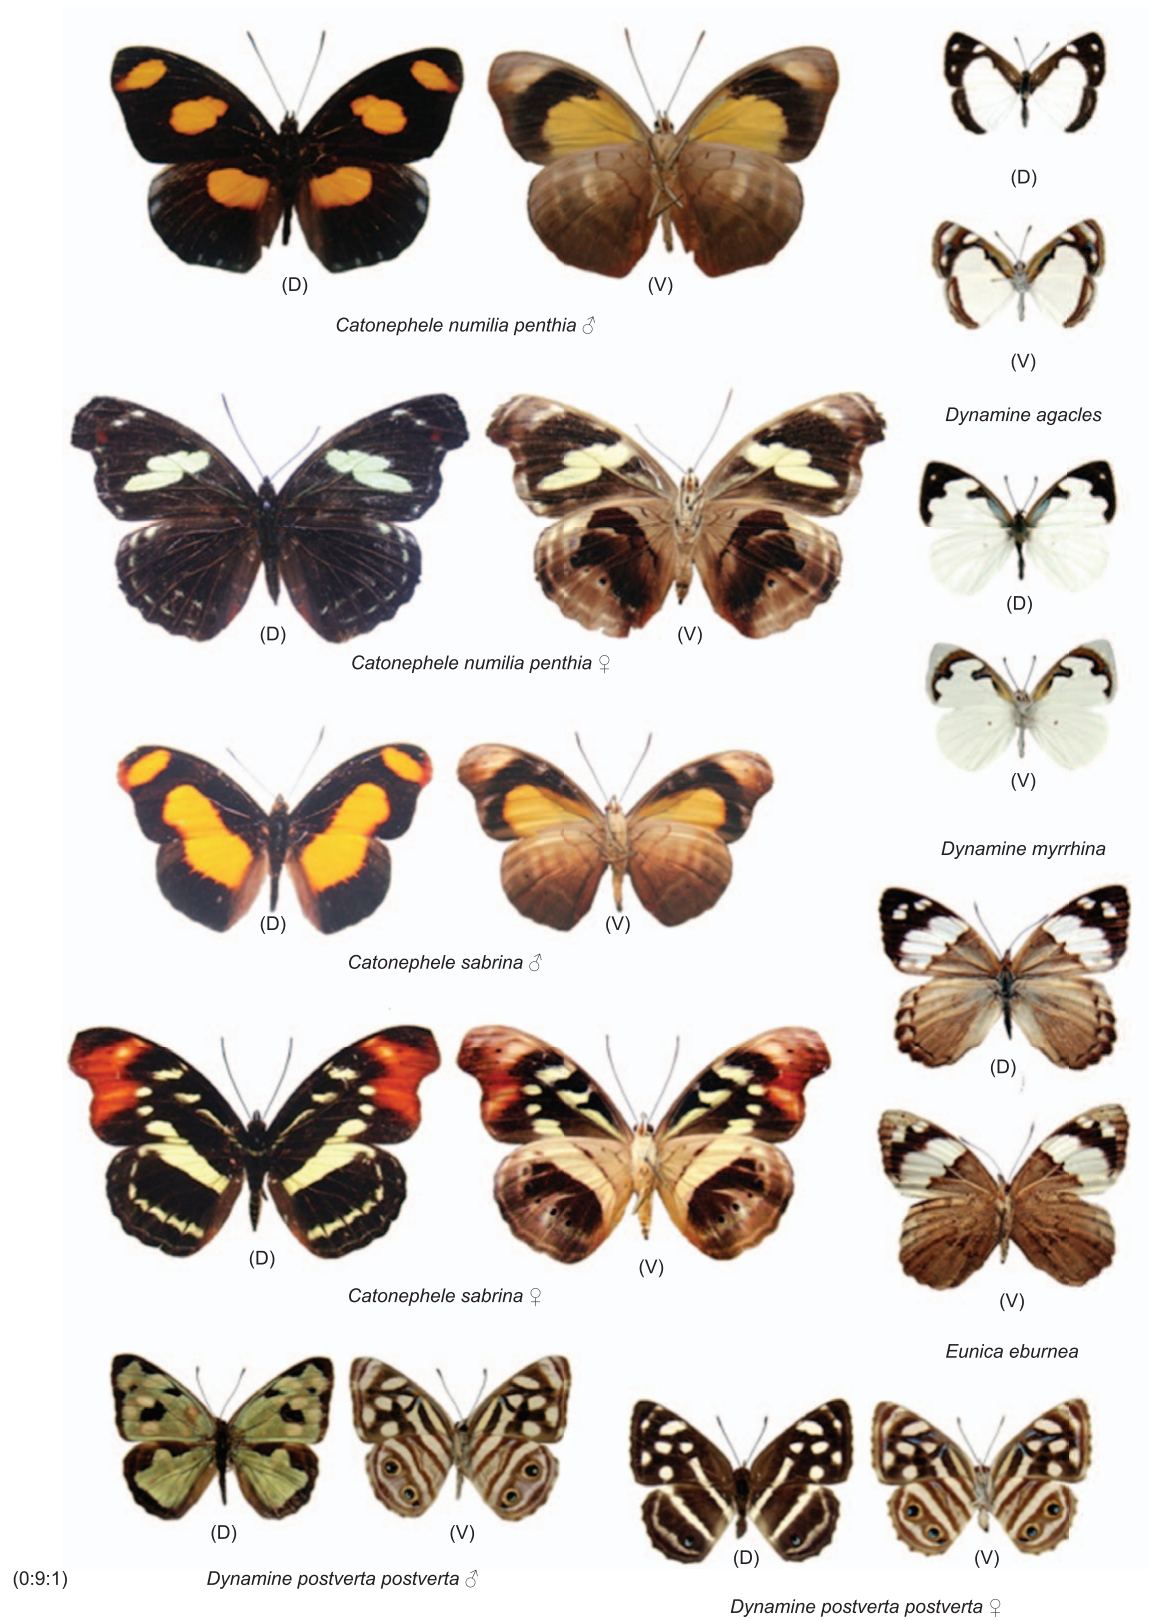 (D)
(V)
Catonephele numilia penthia ♂
(D)
(V)
Dynamine agacles
(D)
(V)
Catonephele numilia penthia ♀
(D)
(V)
Dynamine myrrhina
(D)
(V)
Catonephele sabrina ♂
(D)
(V)
Eunica eburnea
(D)
(V)
Catonephele sabrina ♀
(D)
(V)
Dynamine postverta postverta ♂
(D)
(V)
Dynamine postverta postverta ♀
(0:9:1)